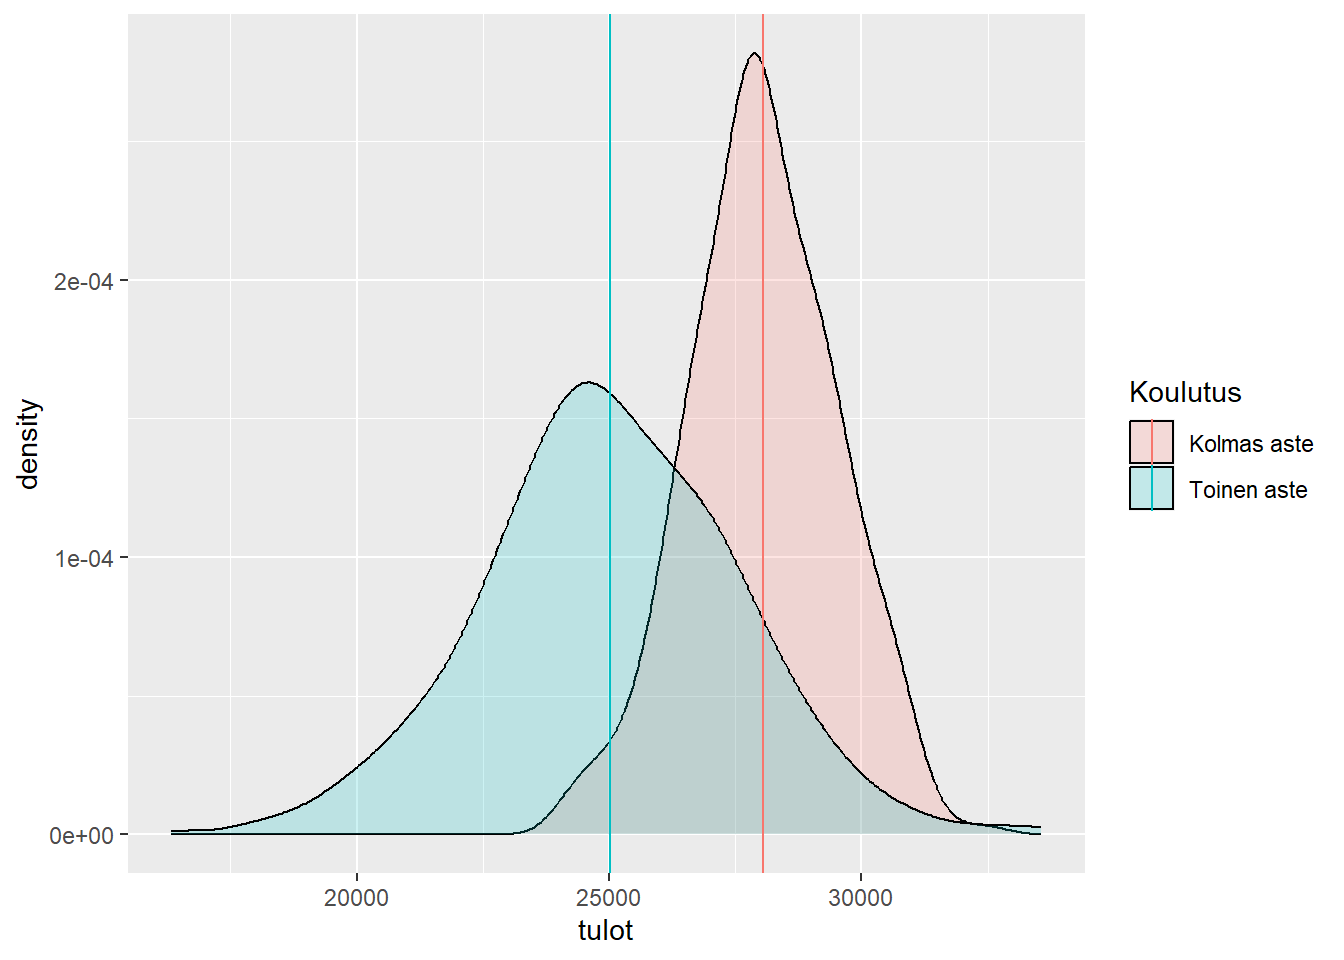 density
2e-04
1e-04
0e+00
20000
25000
30000
tulot
Koulutus
Kolmas aste
Toinen aste